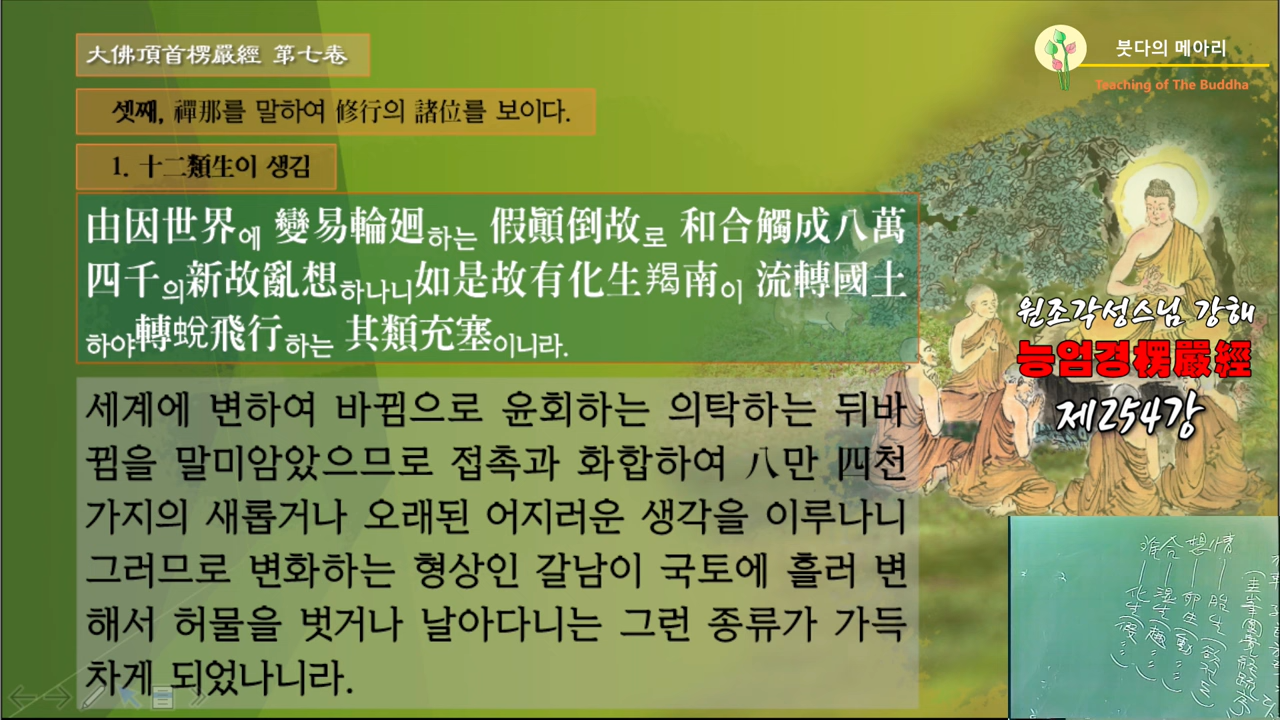 大佛頂首楞嚴經 第七卷
셋째, 禪那를 말하여 修行의 諸位를 보이다.
1. 十二類生이 생김
由因世界에 變易輪廻하는 假顚倒故로 和合觸成八萬
四千의新故亂想하나니如是故有化生羯南이 流轉國土
하야轉蛻飛行하는 其類充塞이니라.
세계에 변하여 바뀜으로 윤회하는 의탁하는 뒤바
뀜을 말미암았으므로 접촉과 화합하여 八만 四천
가지의 새롭거나 오래된 어지러운 생각을 이루나니
그러므로 변화하는 형상인 갈남이 국토에 흘러 변
해서 허물을 벗거나 날아다니는 그런 종류가 가득
차게 되었나니라.
붓다의 메아리
Teaching of The Buddha
원조각성스님 강해
능엄경楞嚴經
제254강
情
想
合
胎生
卵生
濕生
化生